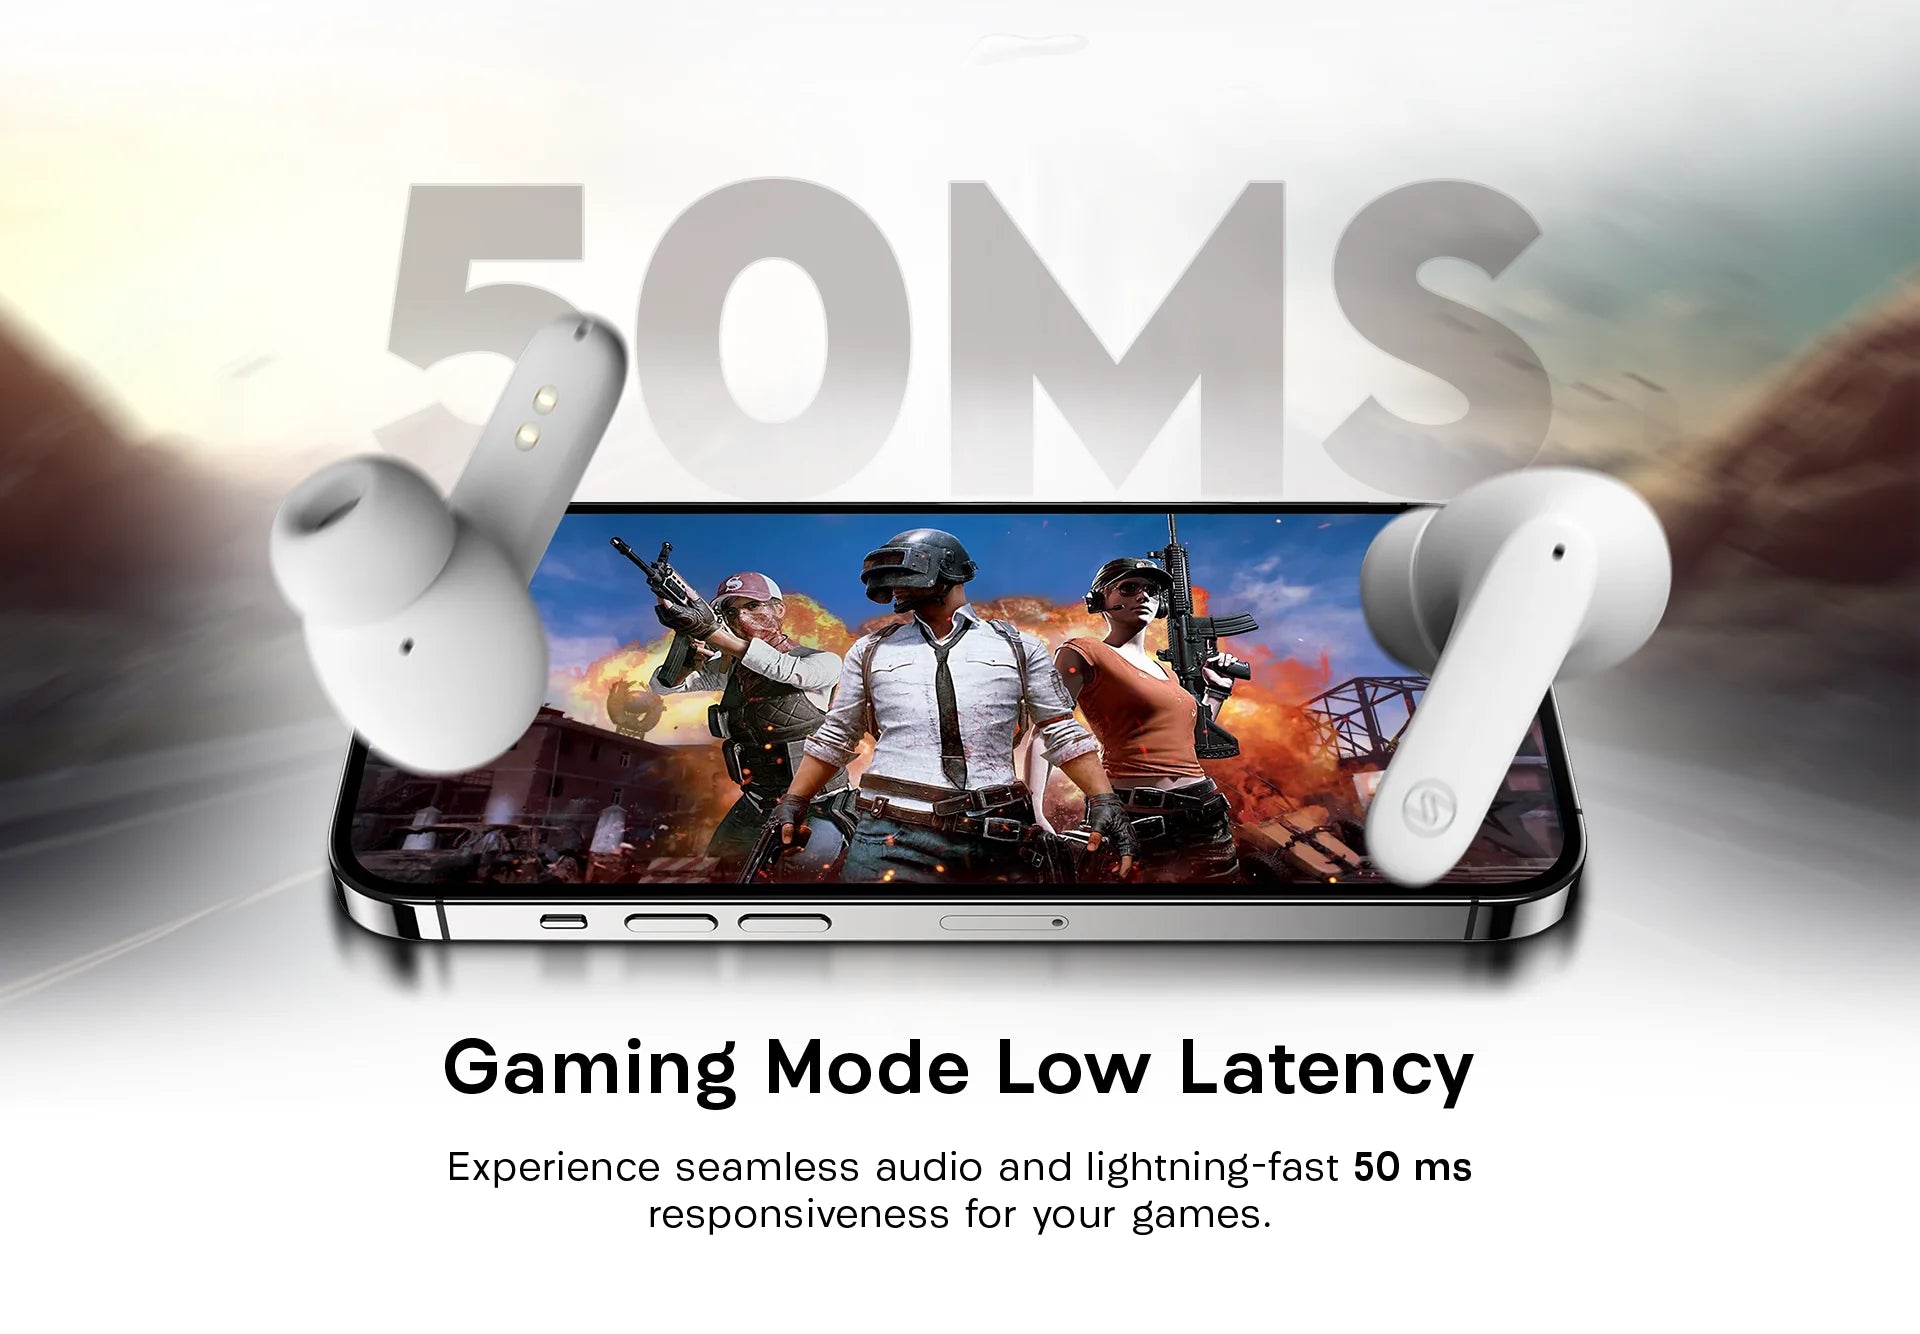 50MS
Gaming Mode Low Latency
Experience seamless audio and lightning-fast 50 ms
responsiveness for your games.